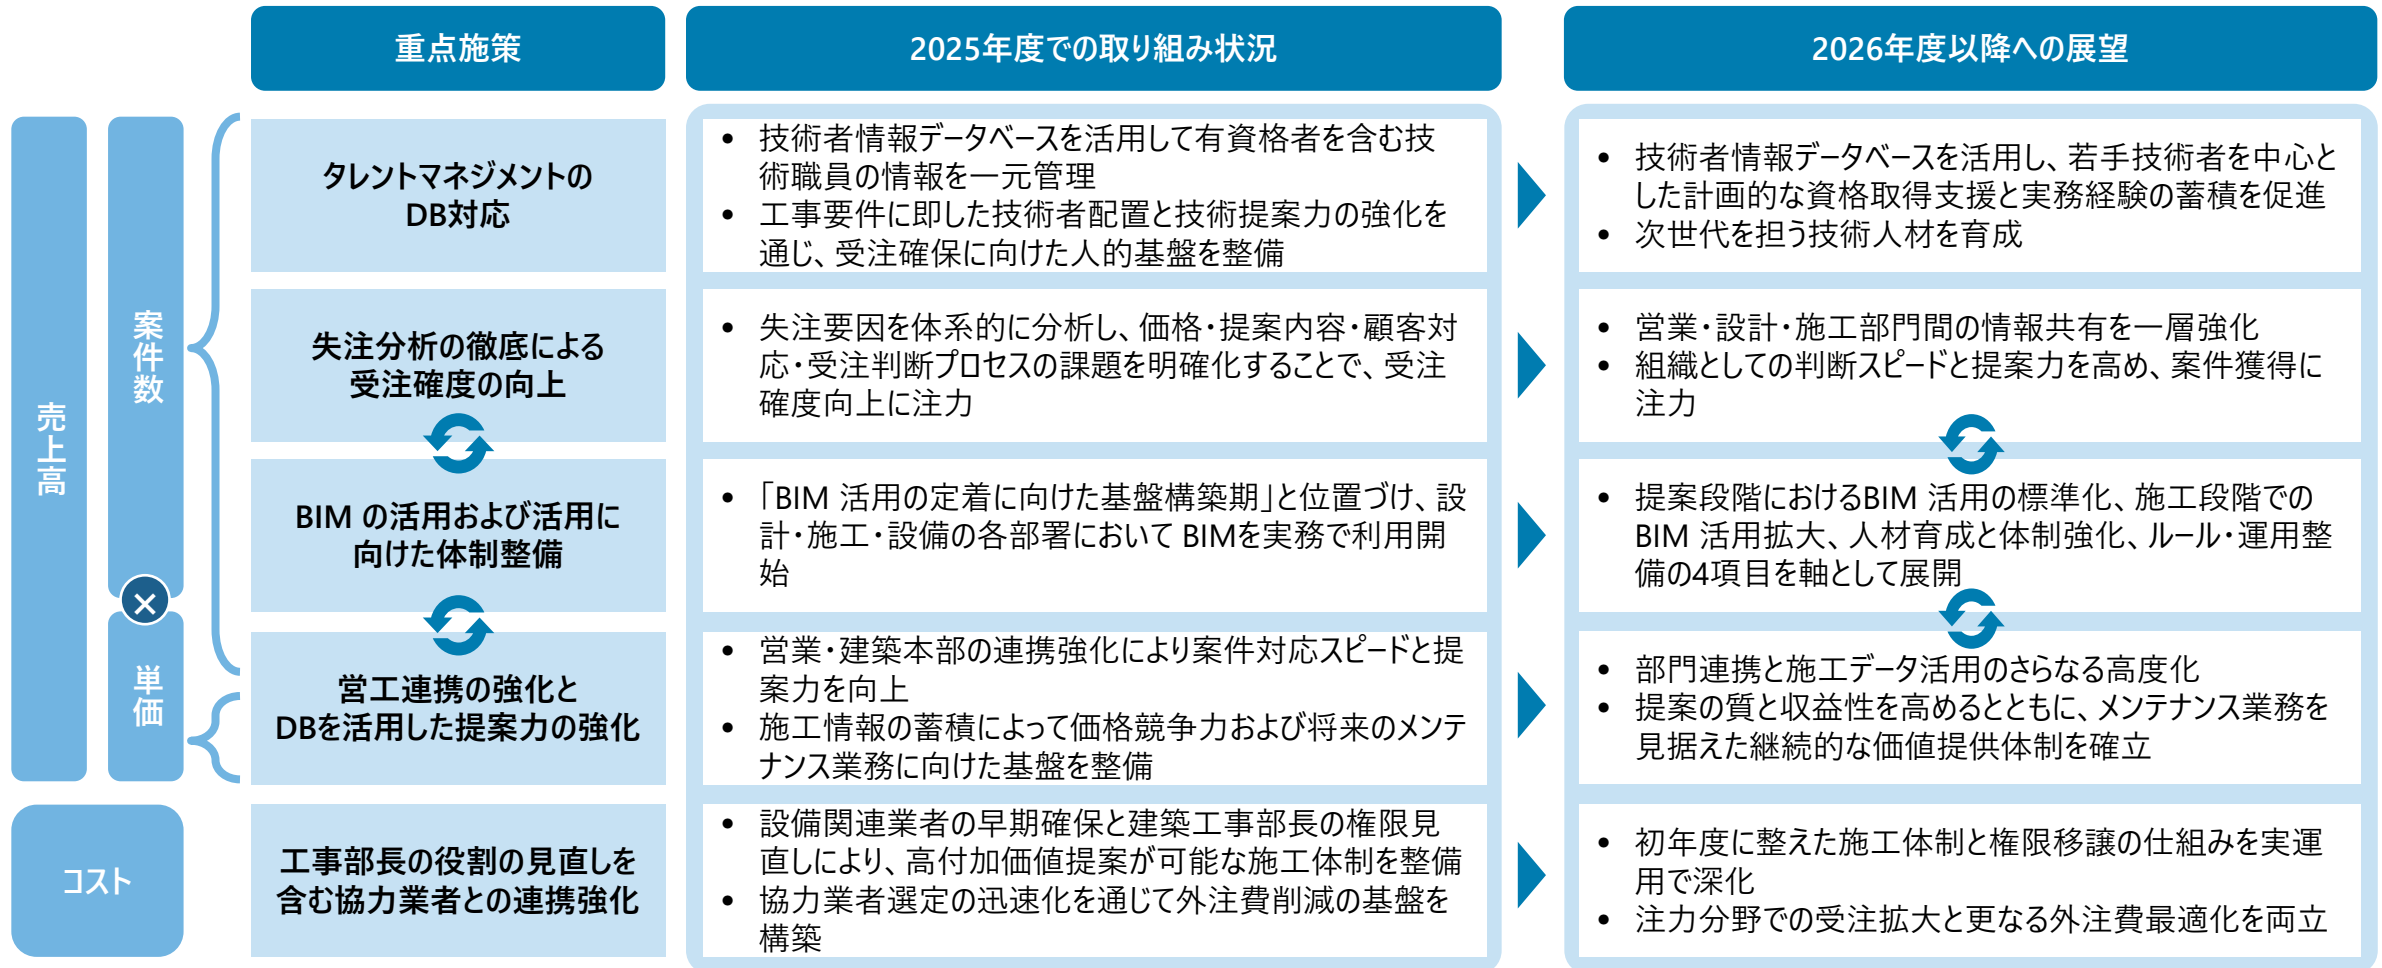 重点施策
2025年度での取り組み状況
2026年度以降への展望
売上高
案件数
×
単価
コスト
タレントマネジメントの
DB対応
• 技術者情報データベースを活用して有資格者を含む技
術職員の情報を一元管理
• 工事要件に即した技術者配置と技術提案力の強化を
通じ、受注確保に向けた人的基盤を整備
• 技術者情報データベースを活用し、若手技術者を中心と
した計画的な資格取得支援と実務経験の蓄積を促進
• 次世代を担う技術人材を育成
失注分析の徹底による
受注確度の向上
• 失注要因を体系的に分析し、価格・提案内容・顧客対
応・受注判断プロセスの課題を明確化することで、受注
確度向上に注力
• 営業・設計・施工部門間の情報共有を一層強化
• 組織としての判断スピードと提案力を高め、案件獲得に
注力
BIM の活用および活用に
向けた体制整備
• 「BIM 活用の定着に向けた基盤構築期」と位置づけ、設
計・施工・設備の各部署において BIMを実務で利用開
始
• 提案段階におけるBIM 活用の標準化、施工段階での
BIM 活用拡大、人材育成と体制強化、ルール・運用整
備の4項目を軸として展開
営工連携の強化と
DBを活用した提案力の強化
• 営業・建築本部の連携強化により案件対応スピードと提
案力を向上
• 施工情報の蓄積によって価格競争力および将来のメンテ
ナンス業務に向けた基盤を整備
• 部門連携と施工データ活用のさらなる高度化
• 提案の質と収益性を高めるとともに、メンテナンス業務を
見据えた継続的な価値提供体制を確立
工事部長の役割の見直しを
含む協力業者との連携強化
• 設備関連業者の早期確保と建築工事部長の権限見
直しにより、高付加価値提案が可能な施工体制を整備
• 協力業者選定の迅速化を通じて外注費削減の基盤を
構築
• 初年度に整えた施工体制と権限移譲の仕組みを実運
用で深化
• 注力分野での受注拡大と更なる外注費最適化を両立